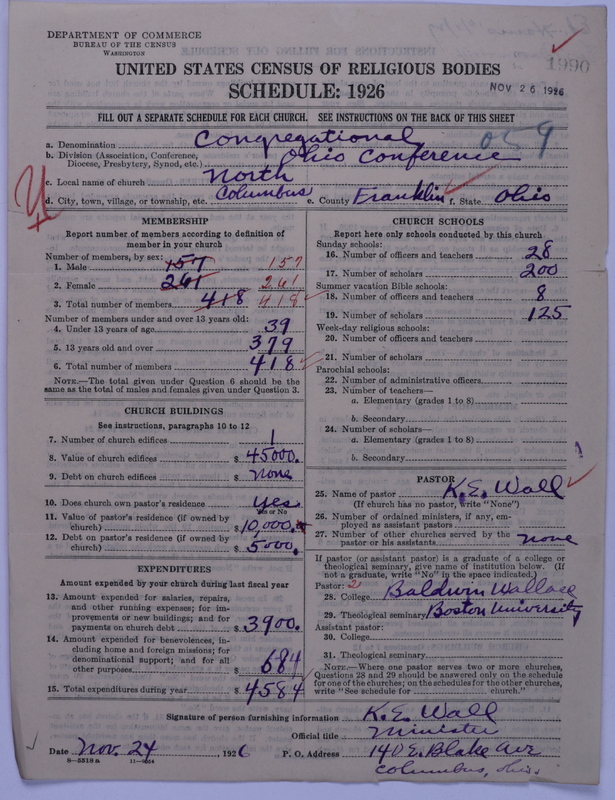 DEPARTMENT OF COMMERCE
BUREAU OF THE CENSUS
WASHINGTON
1990
UNITED STATES CENSUS OF RELIGIOUS BODIES
SCHEDULE: 1926
NOV 26 1926
FILL OUT A SEPARATE SCHEDULE FOR EACH CHURCH. SEE INSTRUCTIONS ON THE BACK OF THIS SHEET
a. Denomination Congregational 059
b. Division (Association, Conference, Diocese, Presbytery, Synod, etc.) Ohio Conference
c. Local name of church North
d. City, town, village, or township, etc. Columbus e. County Franklin f. State Ohio
MEMBERSHIP
Report number of members according to definition of member in your church
Number of members, by sex:
1. Male 157 157
2. Female 261 261
3. Total number of members 418 418
Number of members under and over 13 years old:
4. Under 13 years of age 39
5. 13 years old and over 379
6. Total number of members 418
NOTE.—The total given under Question 6 should be the same as the total of males and females given under Question 3.
CHURCH BUILDINGS
See instructions, paragraphs 10 to 12
7. Number of church edifices 1
8. Value of church edifices $ 45000.
9. Debt on church edifices $ None
10. Does church own pastor's residence yes
Yes or No
11. Value of pastor's residence (if owned by church) $ 10,000.
12. Debt on pastor's residence (if owned by church) $ 5000.
EXPENDITURES
Amount expended by your church during last fiscal year
13. Amount expended for salaries, repairs, and other running expenses; for improvements or new buildings; and for payments on church debt $ 3900.
14. Amount expended for benevolences, including home and foreign missions; for denominational support; and for all other purposes $ 684
15. Total expenditures during year $ 4584
CHURCH SCHOOLS
Report here only schools conducted by this church
Sunday schools:
16. Number of officers and teachers 28
17. Number of scholars 200
Summer vacation Bible schools:
18. Number of officers and teachers 8
19. Number of scholars 125
Week-day religious schools:
20. Number of officers and teachers
21. Number of scholars
Parochial schools:
22. Number of administrative officers
23. Number of teachers—
a. Elementary (grades 1 to 8)
b. Secondary
24. Number of scholars—
a. Elementary (grades 1 to 8)
b. Secondary
PASTOR
25. Name of pastor K. E. Wall
(If church has no pastor, write "None")
26. Number of ordained ministers, if any, employed as assistant pastors
27. Number of other churches served by the pastor or his assistants none
If pastor (or assistant pastor) is a graduate of a college or theological seminary, give name of institution below. (If not a graduate, write "No" in the space indicated.)
Pastor: 2
28. College Baldwin Wallace
29. Theological seminary Boston University
Assistant pastor:
30. College
31. Theological seminary
NOTE.—Where one pastor serves two or more churches, Questions 28 and 29 should be answered only on the schedule for one of the churches; on the schedules for the other churches, write "See schedule for church."
Signature of person furnishing information K. E. Wall
Official title Minister
Date Nov. 24, 1926 P. O. Address 140 E. Blake Ave
Columbus, Ohio.